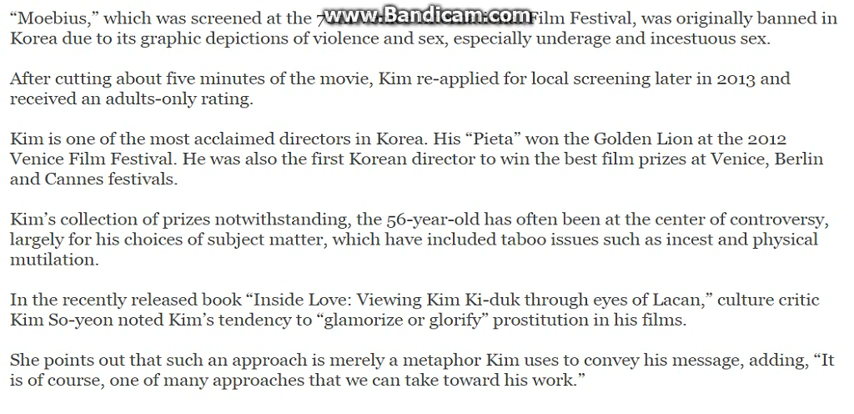 www.Bandicam.com
“Moebius,” which was screened at the Film Festival, was originally banned in
Korea due to its graphic depictions of violence and sex, especially underage and incestuous sex.
After cutting about five minutes of the movie, Kim re-applied for local screening later in 2013 and
received an adults-only rating.
Kim is one of the most acclaimed directors in Korea. His “Pieta” won the Golden Lion at the 2012
Venice Film Festival. He was also the first Korean director to win the best film prizes at Venice, Berlin
and Cannes festivals.
Kim’s collection of prizes notwithstanding, the 56-year-old has often been at the center of controversy,
largely for his choices of subject matter, which have included taboo issues such as incest and physical
mutilation.
In the recently released book “Inside Love: Viewing Kim Ki-duk through eyes of Lacan,” culture critic
Kim So-yeon noted Kim’s tendency to “glamorize or glorify” prostitution in his films.
She points out that such an approach is merely a metaphor Kim uses to convey his message, adding, “It
is of course, one of many approaches that we can take toward his work.”